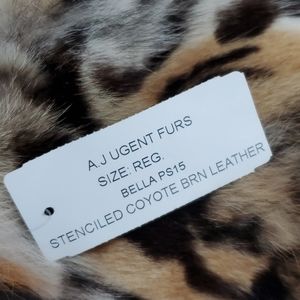 A.J UGENT FURS
SIZE: REG.
BELLA PS15
STENCILED COYOTE BRN LEATHER